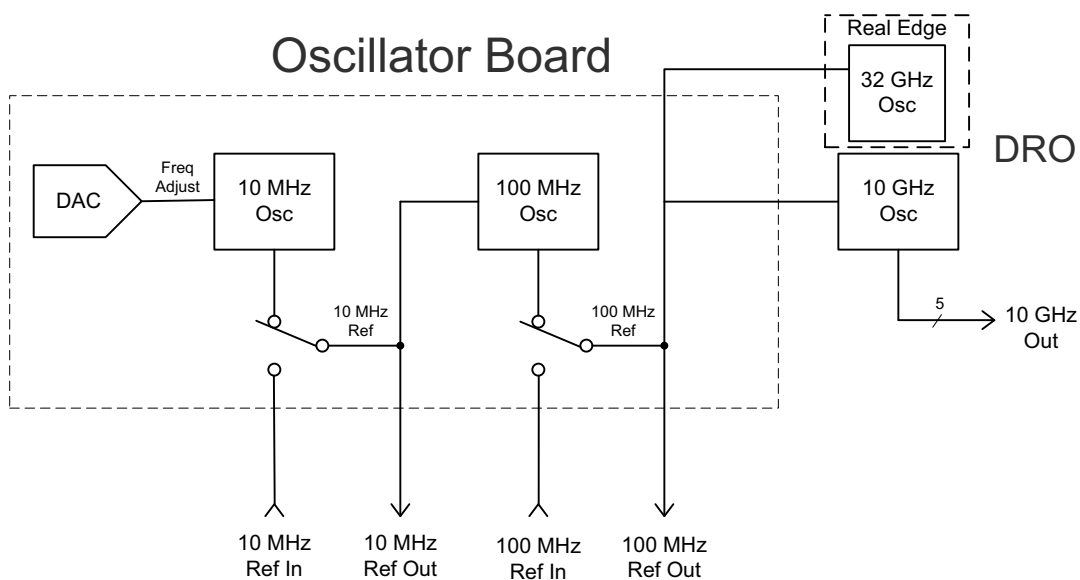 Oscillator Board
Real Edge
32 GHz
Osc
DRO
DAC
Freq
Adjust
10 MHz
Osc
100 MHz
Osc
10 GHz
Osc
10 MHz
Ref
100 MHz
Ref
5
10 GHz
Out
10 MHz
Ref In
10 MHz
Ref Out
100 MHz
Ref In
100 MHz
Ref Out